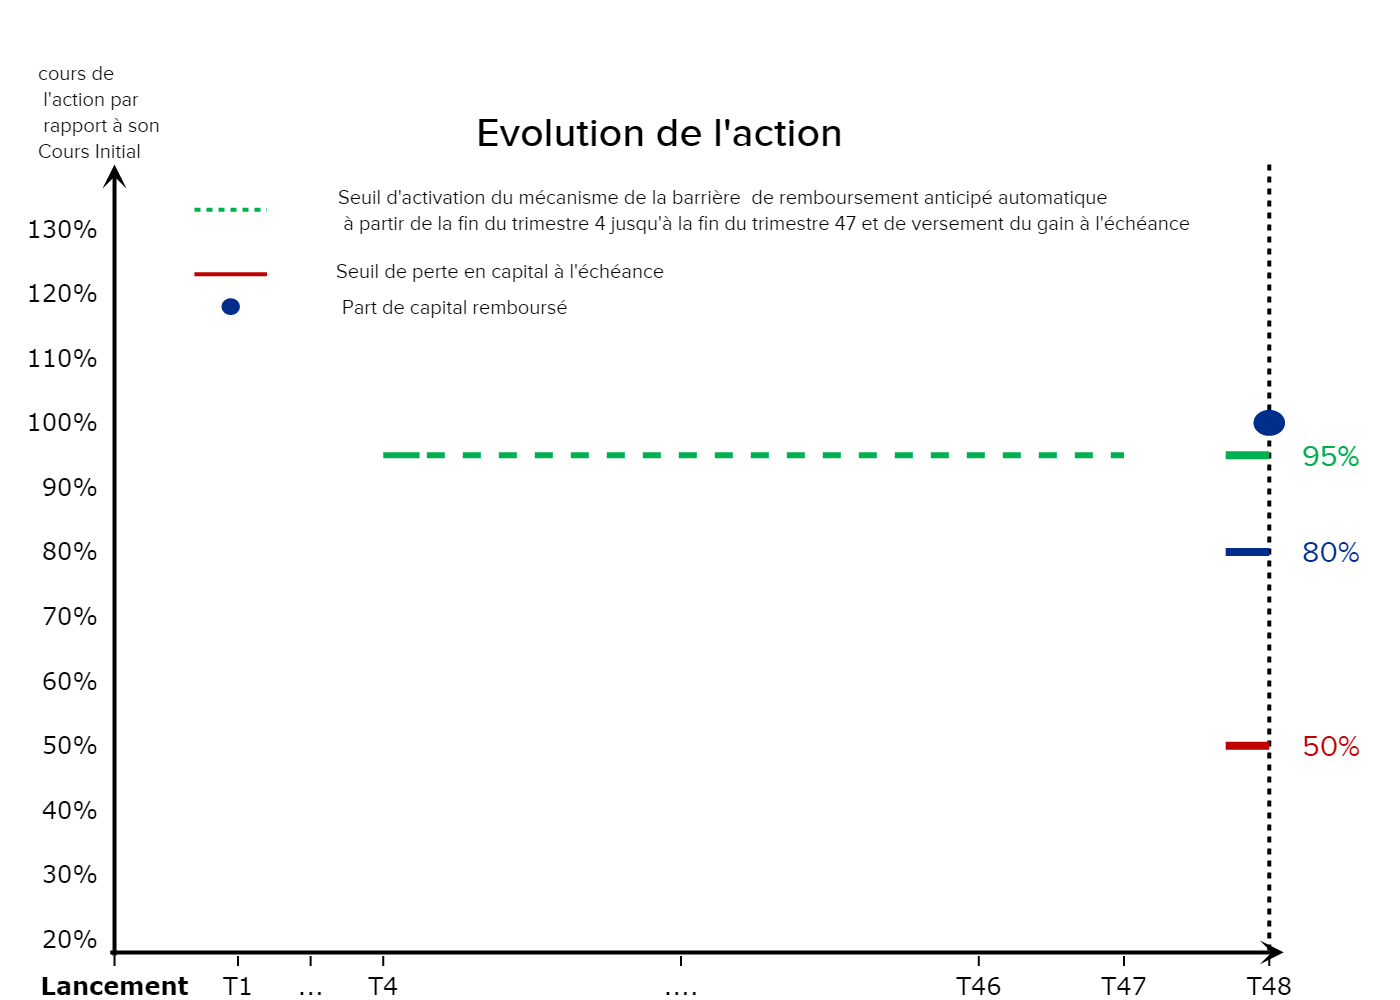 cours de
l'action par
rapport à son
Cours Initial
Evolution de l'action
Seuil d'activation du mécanisme de la barrière  de remboursement anticipé automatique
à partir de la fin du trimestre 4 jusqu'à la fin du trimestre 47 et de versement du gain à l'échéance
Seuil de perte en capital à l'échéance
Part de capital remboursé
130%
120%
110%
100%
90%
80%
70%
60%
50%
40%
30%
20%
95%
80%
50%
Lancement T1 ... T4 .... T46 T47 T48